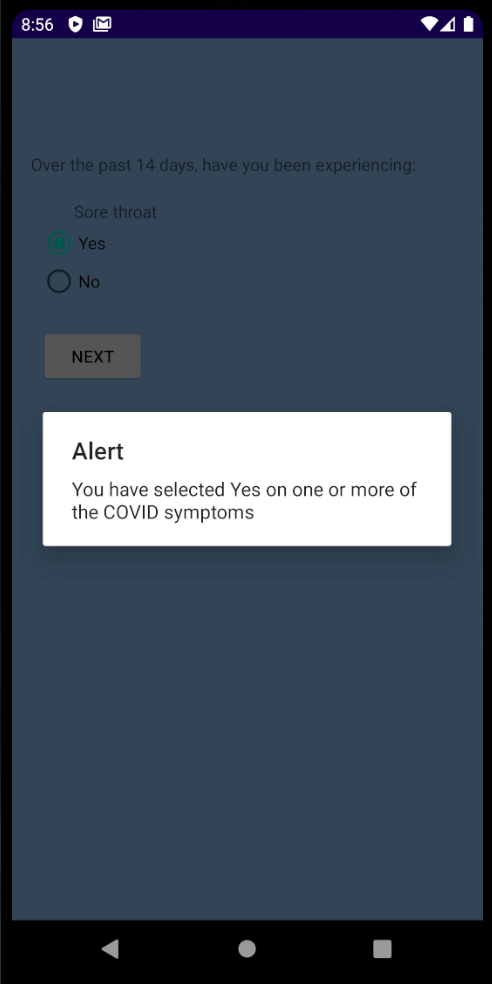 8:56
Over the past 14 days, have you been experiencing:
Sore throat
Yes
No
NEXT
Alert
You have selected Yes on one or more of
the COVID symptoms